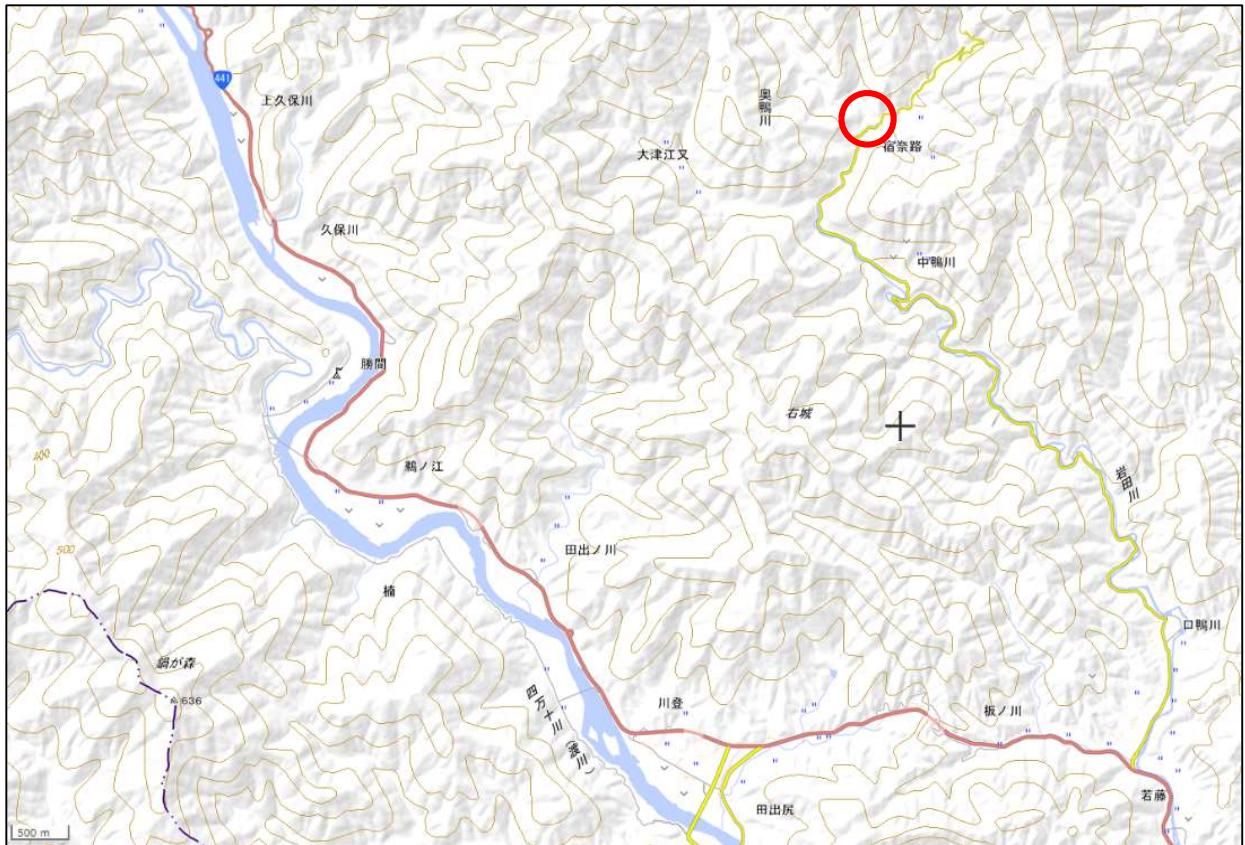 441
上久保川
奥鴨川
大津江又
宿奈路
久保川
中鴨川
勝間
右城
400
鵜ノ江
岩田川
500
田出ノ川
楠
口鴨川
鍋が森
636
四万十川(渡川)
川登
板ノ川
田出尻
若藤
500 m